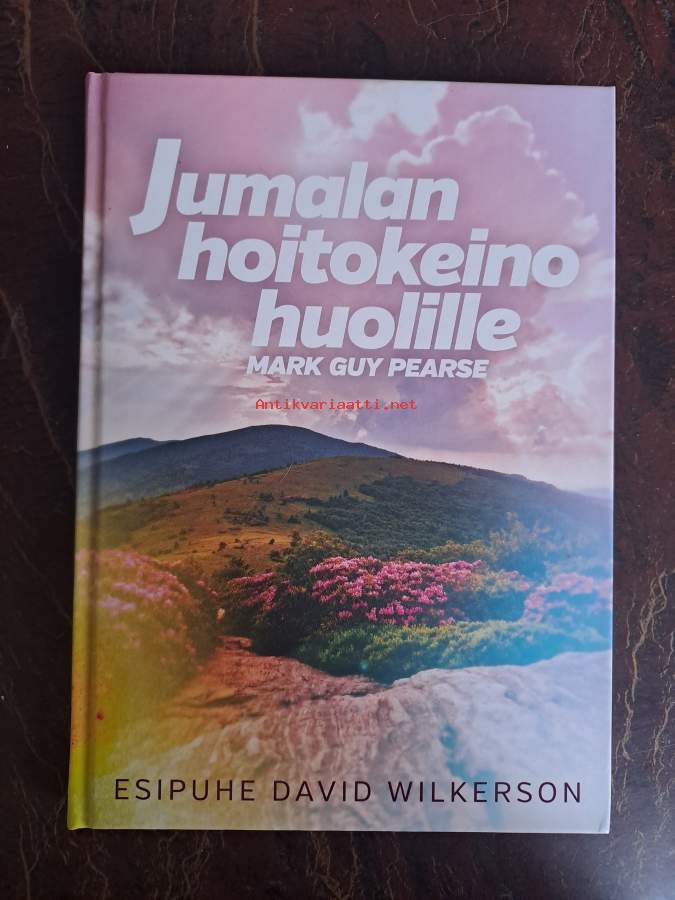 Jumalan
hoitokeino
huolille
MARK GUY PEARSE
Antikvariaatti.net
ESIPUHE DAVID WILKERSON